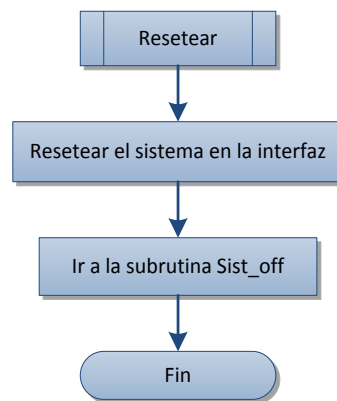 Resetear
Resetear el sistema en la interfaz
Ir a la subrutina Sist_off
Fin